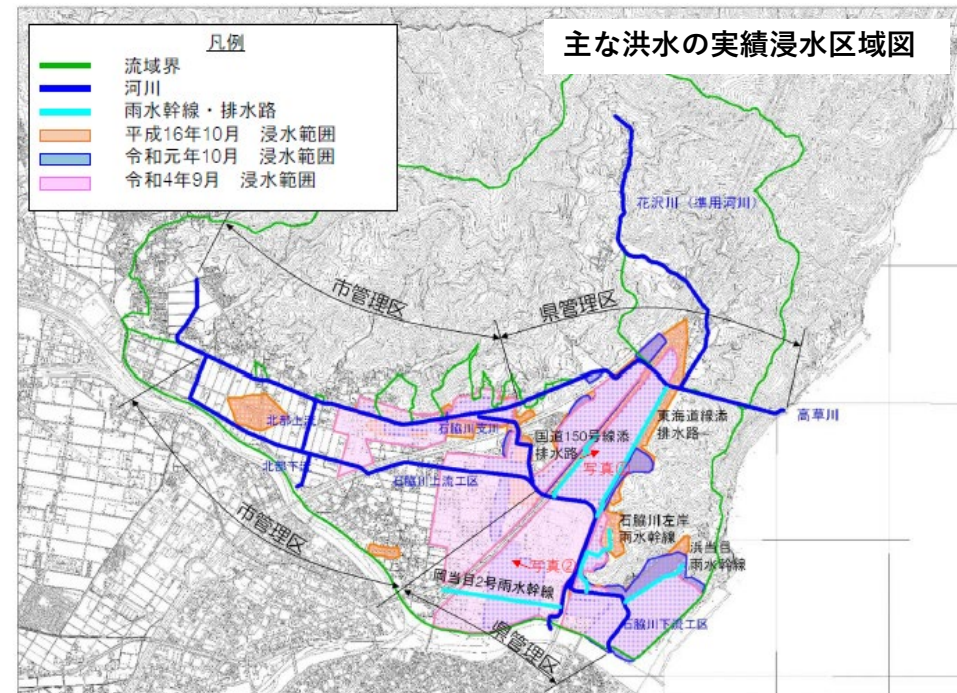 主な洪水の実績浸水区域図
凡例
流域界
河川
雨水幹線・排水路
平成16年10月 浸水範囲
令和元年10月 浸水範囲
令和4年9月 浸水範囲
花沢川（準用河川）
市管理区
県管理区
高草川
東海道線添
排水路
北部上流
石脇川支川
国道150号線添
排水路
写真①
北部下流
石脇川上流工区
市管理区
石脇川左岸
雨水幹線
浜当目
雨水幹線
写真②
岡当目2号雨水幹線
石脇川下流工区
県管理区